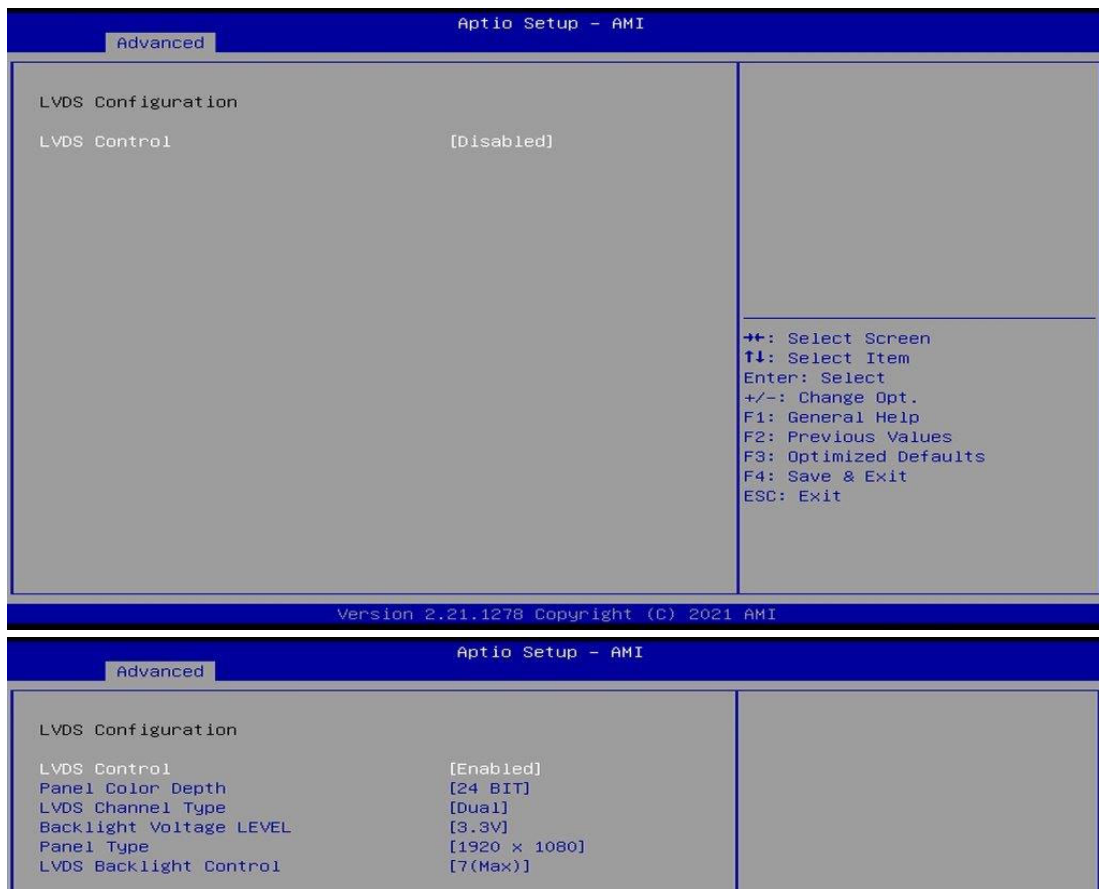 Aptio Setup – AMI
Advanced
LVDS Configuration
LVDS Control [Disabled]
→←: Select Screen
↑↓: Select Item
Enter: Select
+/-: Change Opt.
F1: General Help
F2: Previous Values
F3: Optimized Defaults
F4: Save & Exit
ESC: Exit
Version 2.21.1278 Copyright (C) 2021 AMI
Aptio Setup – AMI
Advanced
LVDS Configuration
LVDS Control [Enabled]
Panel Color Depth [24 BIT]
LVDS Channel Type [Dual]
Backlight Voltage LEVEL [3.3V]
Panel Type [1920 x 1080]
LVDS Backlight Control [7(Max)]